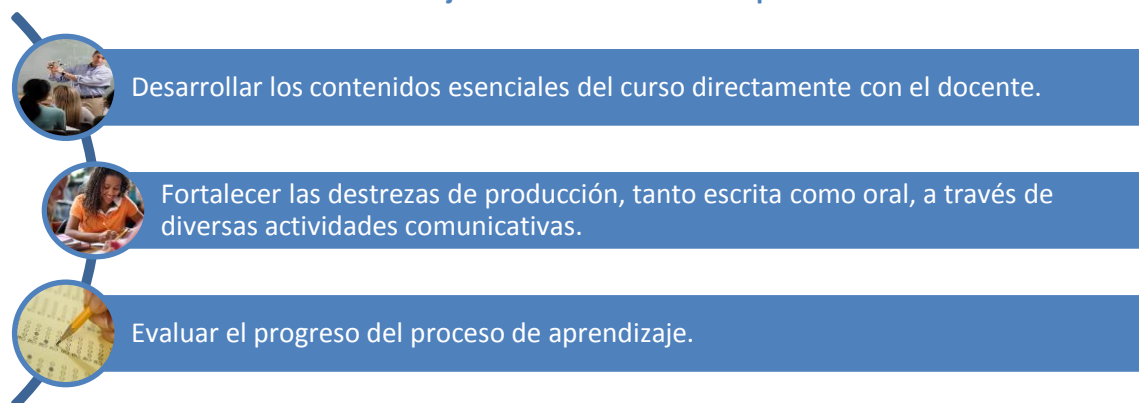 Desarrollar los contenidos esenciales del curso directamente con el docente.
Fortalecer las destrezas de producción, tanto escrita como oral, a través de
diversas actividades comunicativas.
Evaluar el progreso del proceso de aprendizaje.